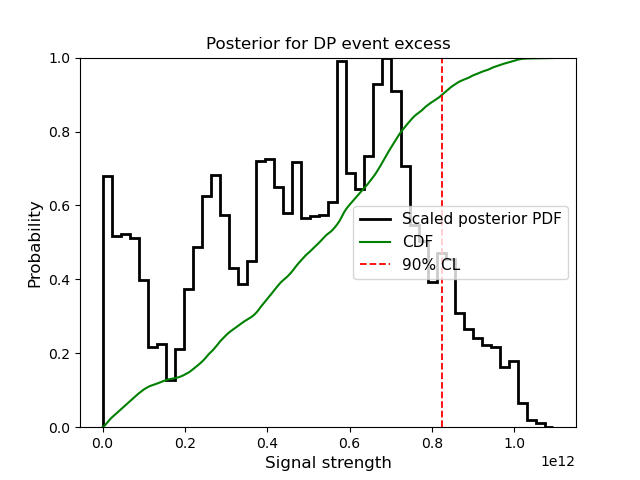 Posterior for DP event excess
Probability
1.0
0.8
0.6
0.4
0.2
0.0
Scaled posterior PDF
CDF
90% CL
0.0 0.2 0.4 0.6 0.8 1.0
1e12
Signal strength